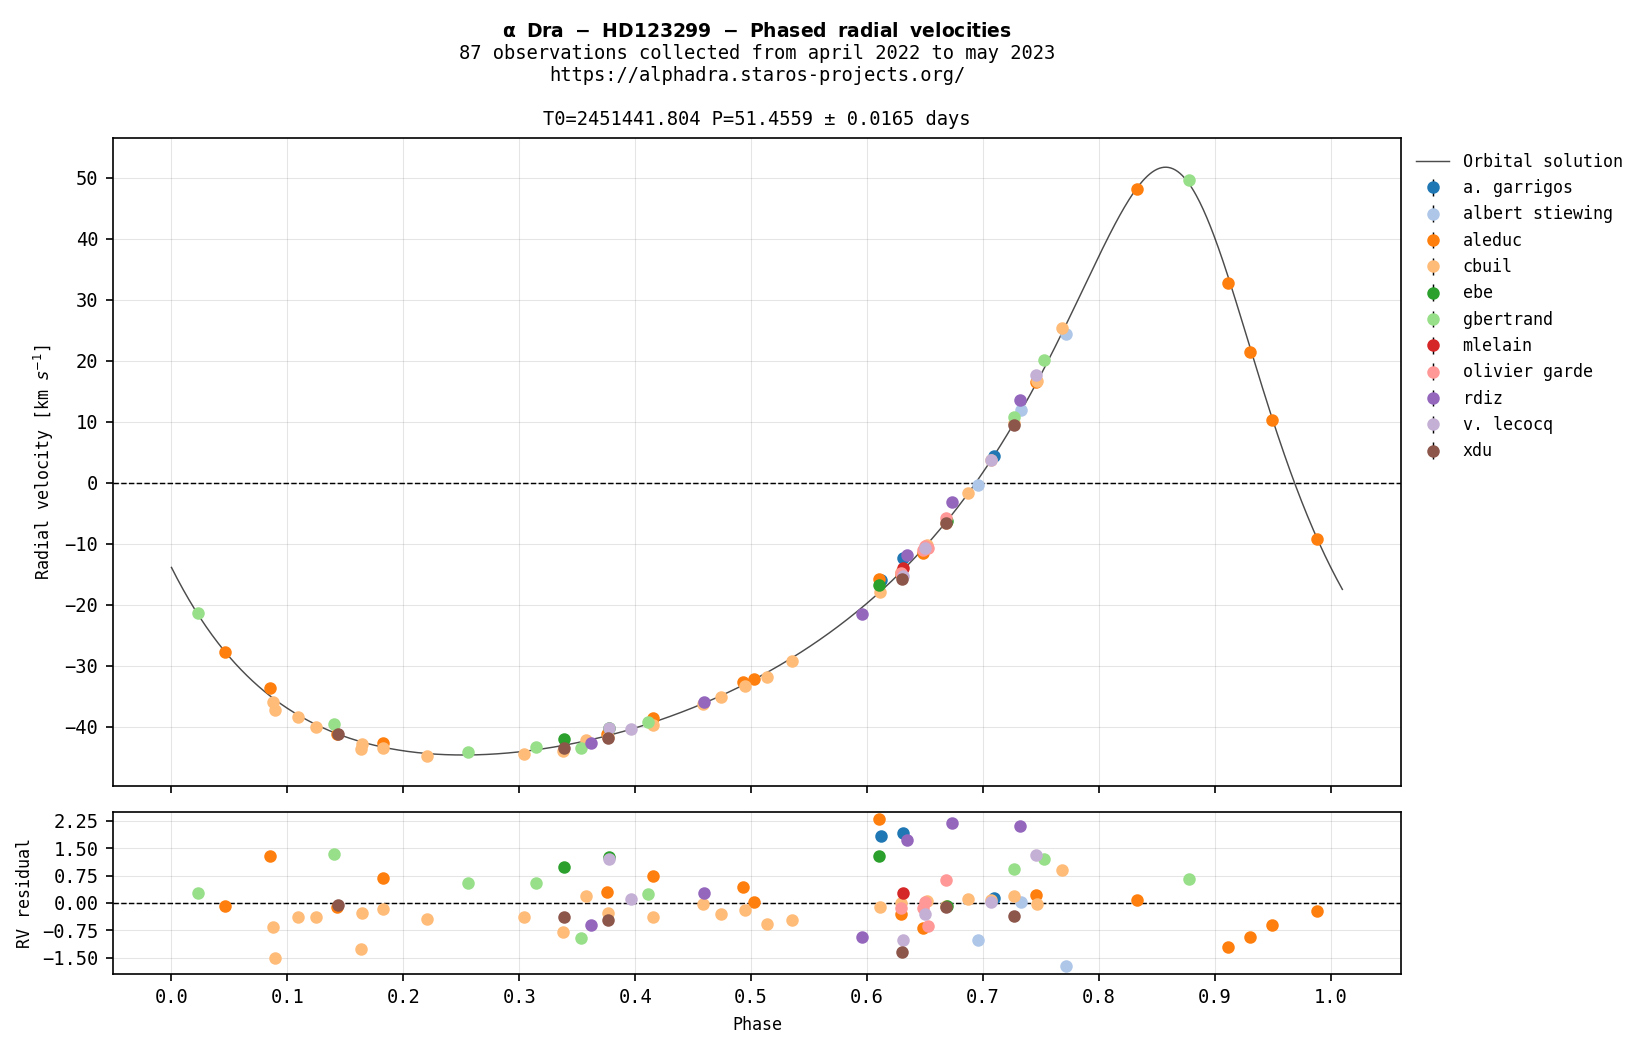 α Dra − HD123299 − Phased radial velocities
87 observations collected from april 2022 to may 2023
https://alphadra.staros-projects.org/
T0=2451441.804 P=51.4559 ± 0.0165 days
Radial velocity [km s⁻¹]
50
40
30
20
10
0
−10
−20
−30
−40
Orbital solution
a. garrigos
albert stiewing
aleduc
cbuil
ebe
gbertrand
mlelain
olivier garde
rdiz
v. lecocq
xdu
RV residual
2.25
1.50
0.75
0.00
−0.75
−1.50
0.0 0.1 0.2 0.3 0.4 0.5 0.6 0.7 0.8 0.9 1.0
Phase